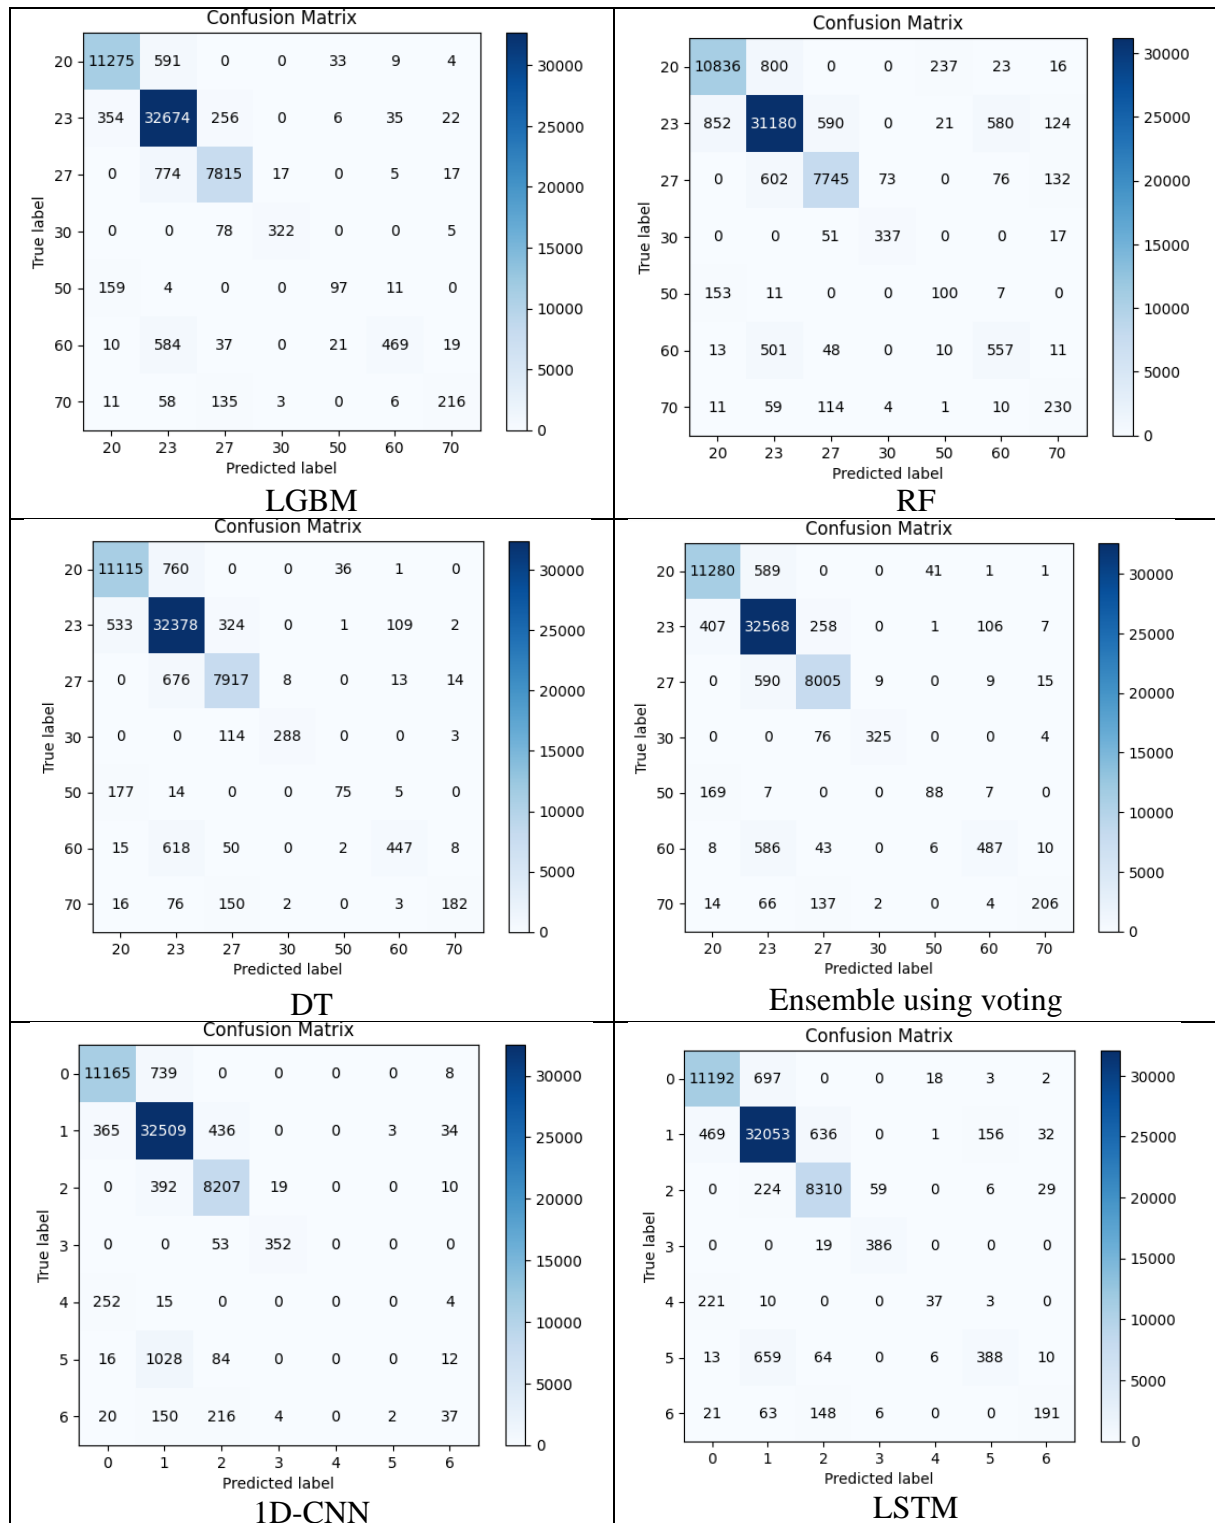 Confusion Matrix
20 11275 591 0 0 33 9 4
23 354 32674 256 0 6 35 22
27 0 774 7815 17 0 5 17
30 0 0 78 322 0 0 5
50 159 4 0 0 97 11 0
60 10 584 37 0 21 469 19
70 11 58 135 3 0 6 216
20 23 27 30 50 60 70
True label
Predicted label
30000
25000
20000
15000
10000
5000
0
LGBM
Confusion Matrix
20 10836 800 0 0 237 23 16
23 852 31180 590 0 21 580 124
27 0 602 7745 73 0 76 132
30 0 0 51 337 0 0 17
50 153 11 0 0 100 7 0
60 13 501 48 0 10 557 11
70 11 59 114 4 1 10 230
20 23 27 30 50 60 70
True label
Predicted label
30000
25000
20000
15000
10000
5000
0
RF
Confusion Matrix
20 11115 760 0 0 36 1 0
23 533 32378 324 0 1 109 2
27 0 676 7917 8 0 13 14
30 0 0 114 288 0 0 3
50 177 14 0 0 75 5 0
60 15 618 50 0 2 447 8
70 16 76 150 2 0 3 182
20 23 27 30 50 60 70
True label
Predicted label
30000
25000
20000
15000
10000
5000
0
DT
Confusion Matrix
20 11280 589 0 0 41 1 1
23 407 32568 258 0 1 106 7
27 0 590 8005 9 0 9 15
30 0 0 76 325 0 0 4
50 169 7 0 0 88 7 0
60 8 586 43 0 6 487 10
70 14 66 137 2 0 4 206
20 23 27 30 50 60 70
True label
Predicted label
30000
25000
20000
15000
10000
5000
0
Ensemble using voting
Confusion Matrix
0 11165 739 0 0 0 0 8
1 365 32509 436 0 0 3 34
2 0 392 8207 19 0 0 10
3 0 0 53 352 0 0 0
4 252 15 0 0 0 0 4
5 16 1028 84 0 0 0 12
6 20 150 216 4 0 2 37
0 1 2 3 4 5 6
True label
Predicted label
30000
25000
20000
15000
10000
5000
0
1D-CNN
Confusion Matrix
0 11192 697 0 0 18 3 2
1 469 32053 636 0 1 156 32
2 0 224 8310 59 0 6 29
3 0 0 19 386 0 0 0
4 221 10 0 0 37 3 0
5 13 659 64 0 6 388 10
6 21 63 148 6 0 0 191
0 1 2 3 4 5 6
True label
Predicted label
30000
25000
20000
15000
10000
5000
0
LSTM